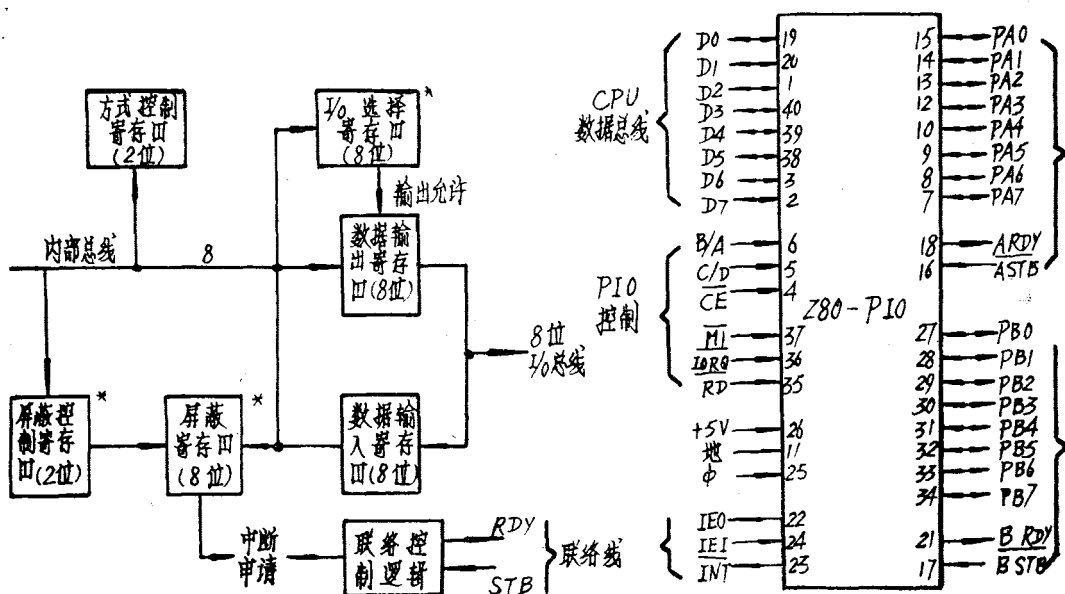 方式控制
寄存口
(2位)
I/O 选择
寄存口
(8位)
*
输出允许
内部总线
8
数据输
出寄存
口(8位)
8位
I/O总线
屏蔽控
制寄存
口(2位)
*
屏蔽
寄存口
(8位)
*
数据输
入寄存
口(8位)
中断
申请
联络控
制逻辑
RDY
STB
联络线
CPU
数据总线
D0 19
D1 20
D2 1
D3 40
D4 39
D5 38
D6 3
D7 2
PIO
控制
B/A 6
C/D 5
CE 4
M1 37
IORQ 36
RD 35
+5V 26
地 11
φ 25
IEO 22
IEI 24
INT 23
Z80-PIO
15 PA0
14 PA1
13 PA2
12 PA3
10 PA4
9 PA5
8 PA6
7 PA7
18 ARDY
16 ASTB
27 PB0
28 PB1
29 PB2
30 PB3
31 PB4
32 PB5
33 PB6
34 PB7
21 B RDY
17 B STB